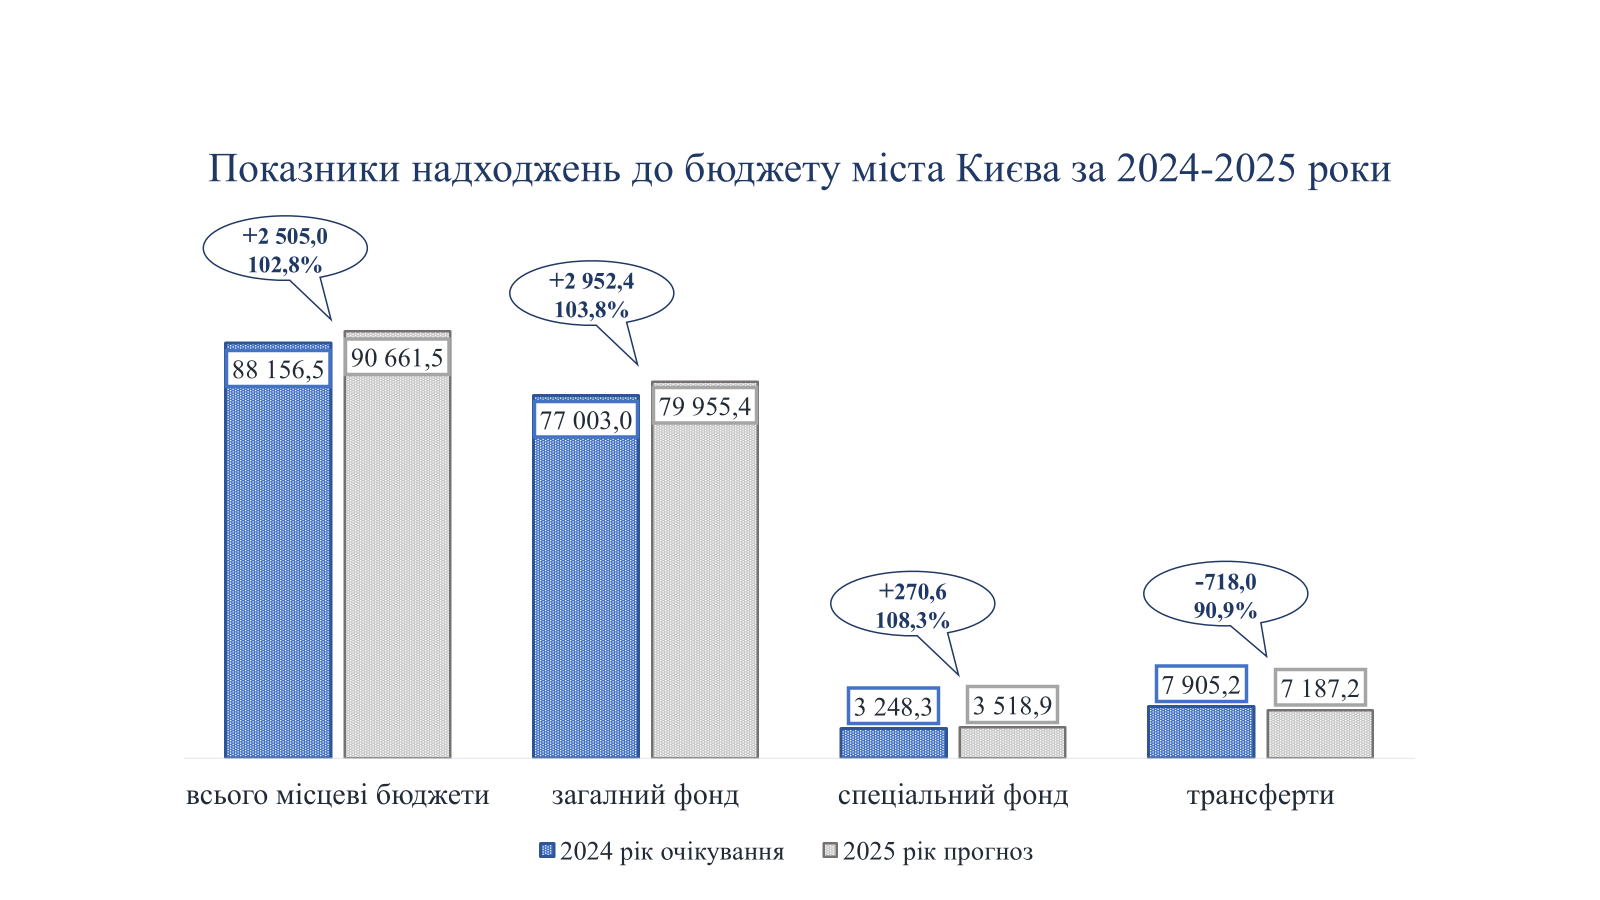 Показники надходжень до бюджету міста Києва за 2024-2025 роки
+2 505,0
102,8%
+2 952,4
103,8%
88 156,5
90 661,5
77 003,0
79 955,4
+270,6
108,3%
-718,0
90,9%
3 248,3
3 518,9
7 905,2
7 187,2
всього місцеві бюджети
загалний фонд
спеціальний фонд
трансферти
2024 рік очікування
2025 рік прогноз